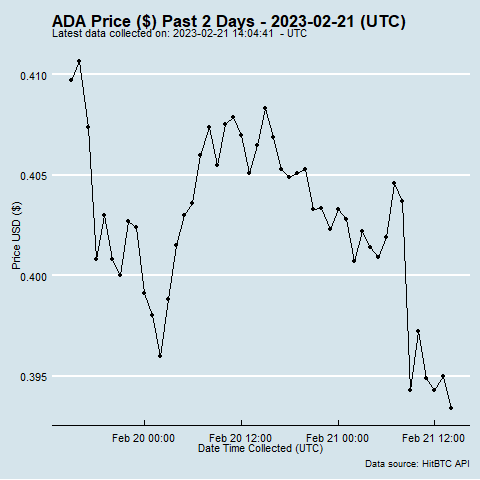 ADA Price ($) Past 2 Days - 2023-02-21 (UTC)
Latest data collected on: 2023-02-21 14:04:41 - UTC
0.410
0.405
0.400
0.395
Price USD ($)
Feb 20 00:00 Feb 20 12:00 Feb 21 00:00 Feb 21 12:00
Date Time Collected (UTC)
Data source: HitBTC API